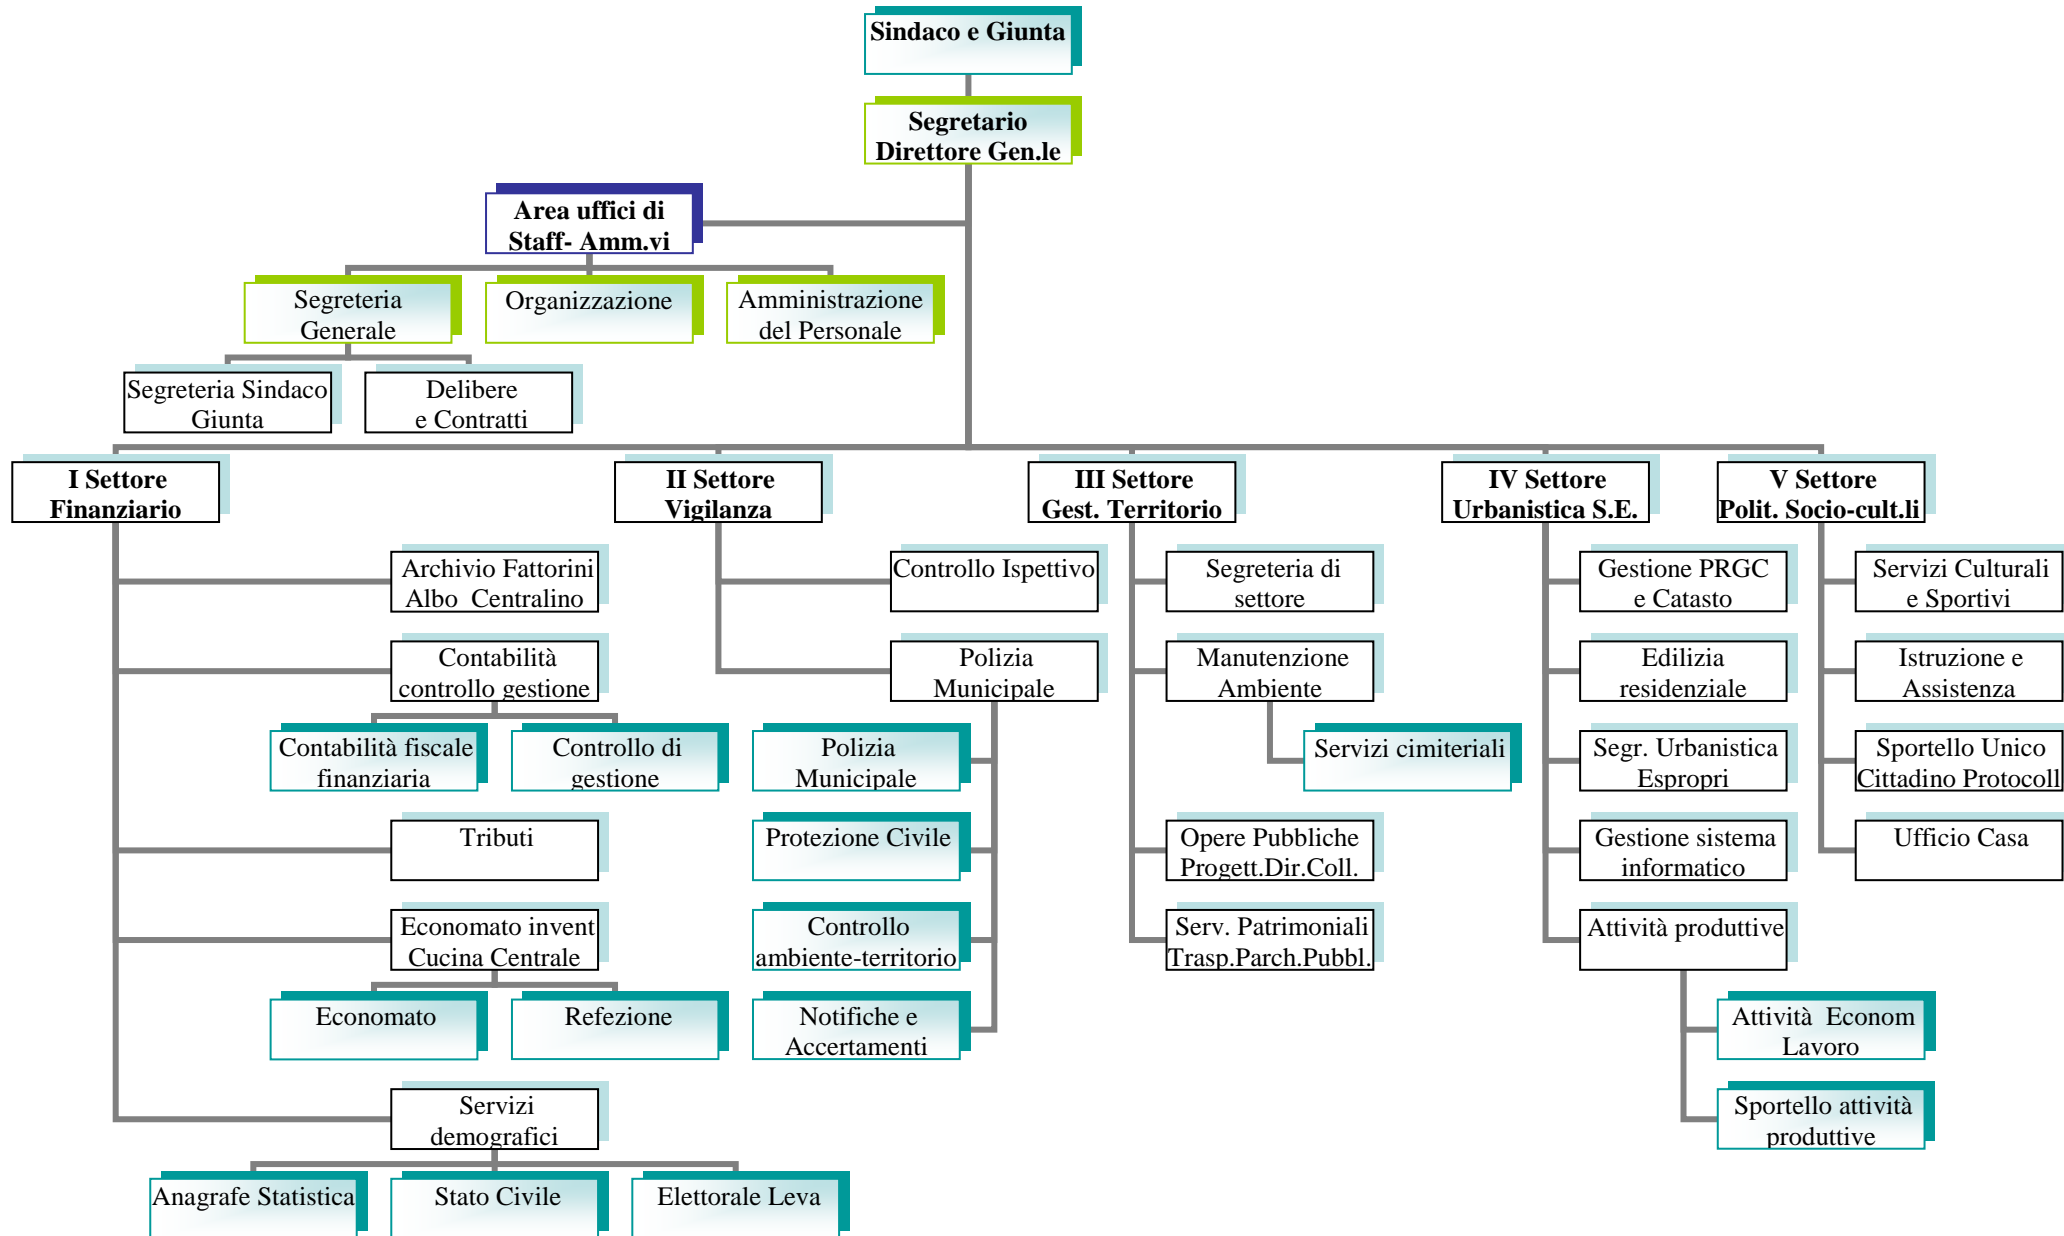 Sindaco e Giunta
Segretario
Direttore Gen.le
Area uffici di
Staff- Amm.vi
Segreteria
Generale
Organizzazione
Amministrazione
del Personale
Segreteria Sindaco
Giunta
Delibere
e Contratti
I Settore
Finanziario
II Settore
Vigilanza
III Settore
Gest. Territorio
IV Settore
Urbanistica S.E.
V Settore
Polit. Socio-cult.li
Archivio Fattorini
Albo Centralino
Controllo Ispettivo
Segreteria di
settore
Gestione PRGC
e Catasto
Servizi Culturali
e Sportivi
Contabilità
controllo gestione
Polizia
Municipale
Manutenzione
Ambiente
Edilizia
residenziale
Istruzione e
Assistenza
Contabilità fiscale
finanziaria
Controllo di
gestione
Polizia
Municipale
Servizi cimiteriali
Segr. Urbanistica
Espropri
Sportello Unico
Cittadino Protocoll
Tributi
Protezione Civile
Opere Pubbliche
Progett.Dir.Coll.
Gestione sistema
informatico
Ufficio Casa
Economato invent
Cucina Centrale
Controllo
ambiente-territorio
Serv. Patrimoniali
Trasp.Parch.Pubbl.
Attività produttive
Economato
Refezione
Notifiche e
Accertamenti
Attività Econom
Lavoro
Servizi
demografici
Sportello attività
produttive
Anagrafe Statistica
Stato Civile
Elettorale Leva